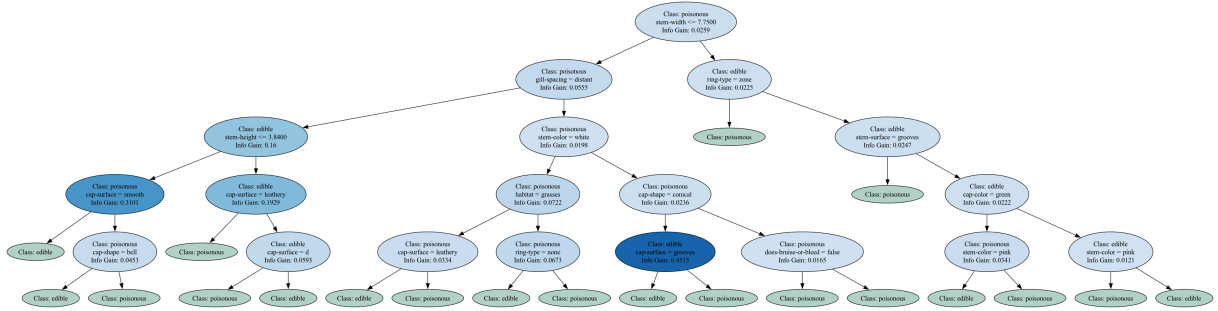 Class: poisonous
stem-width <= 7.7500
Info Gain: 0.0259
Class: poisonous
gill-spacing = distant
Info Gain: 0.0555
Class: edible
ring-type = zone
Info Gain: 0.0225
Class: edible
stem-height <= 3.8400
Info Gain: 0.16
Class: poisonous
stem-color = white
Info Gain: 0.0198
Class: poisonous
Class: edible
stem-surface = grooves
Info Gain: 0.0247
Class: poisonous
cap-surface = smooth
Info Gain: 0.3101
Class: edible
cap-surface = leathery
Info Gain: 0.1929
Class: poisonous
habitat = grasses
Info Gain: 0.0722
Class: poisonous
cap-shape = conical
Info Gain: 0.0236
Class: poisonous
Class: edible
cap-color = green
Info Gain: 0.0222
Class: edible
Class: poisonous
cap-shape = bell
Info Gain: 0.0453
Class: poisonous
Class: edible
cap-surface = d
Info Gain: 0.0593
Class: poisonous
cap-surface = leathery
Info Gain: 0.0334
Class: poisonous
ring-type = none
Info Gain: 0.0673
Class: edible
cap-surface = grooves
Info Gain: 0.4515
Class: poisonous
does-bruise-or-bleed = false
Info Gain: 0.0165
Class: poisonous
stem-color = pink
Info Gain: 0.0341
Class: edible
stem-color = pink
Info Gain: 0.0121
Class: edible
Class: poisonous
Class: poisonous
Class: edible
Class: edible
Class: poisonous
Class: edible
Class: poisonous
Class: edible
Class: poisonous
Class: poisonous
Class: poisonous
Class: edible
Class: poisonous
Class: poisonous
Class: edible